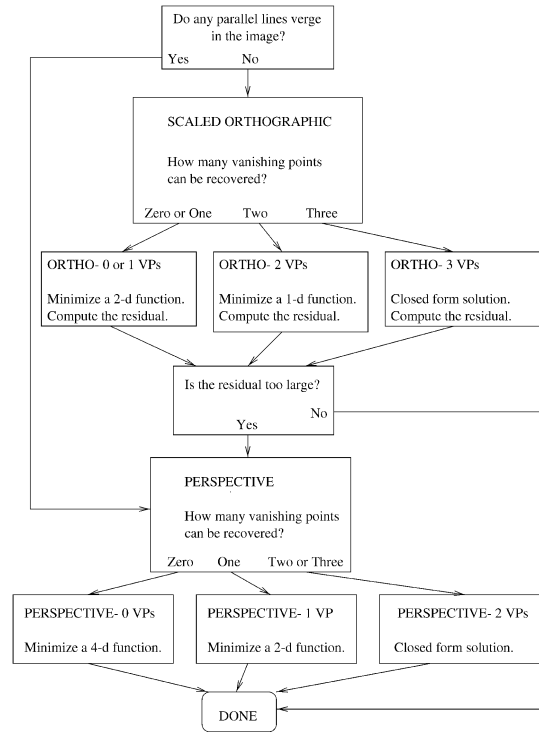 Do any parallel lines verge
in the image?
Yes No
SCALED ORTHOGRAPHIC
How many vanishing points
can be recovered?
Zero or One Two Three
ORTHO- 0 or 1 VPs
Minimize a 2-d function.
Compute the residual.
ORTHO- 2 VPs
Minimize a 1-d function.
Compute the residual.
ORTHO- 3 VPs
Closed form solution.
Compute the residual.
Is the residual too large?
No
Yes
PERSPECTIVE
How many vanishing points
can be recovered?
Zero One Two or Three
PERSPECTIVE- 0 VPs
Minimize a 4-d function.
PERSPECTIVE- 1 VP
Minimize a 2-d function.
PERSPECTIVE- 2 VPs
Closed form solution.
DONE